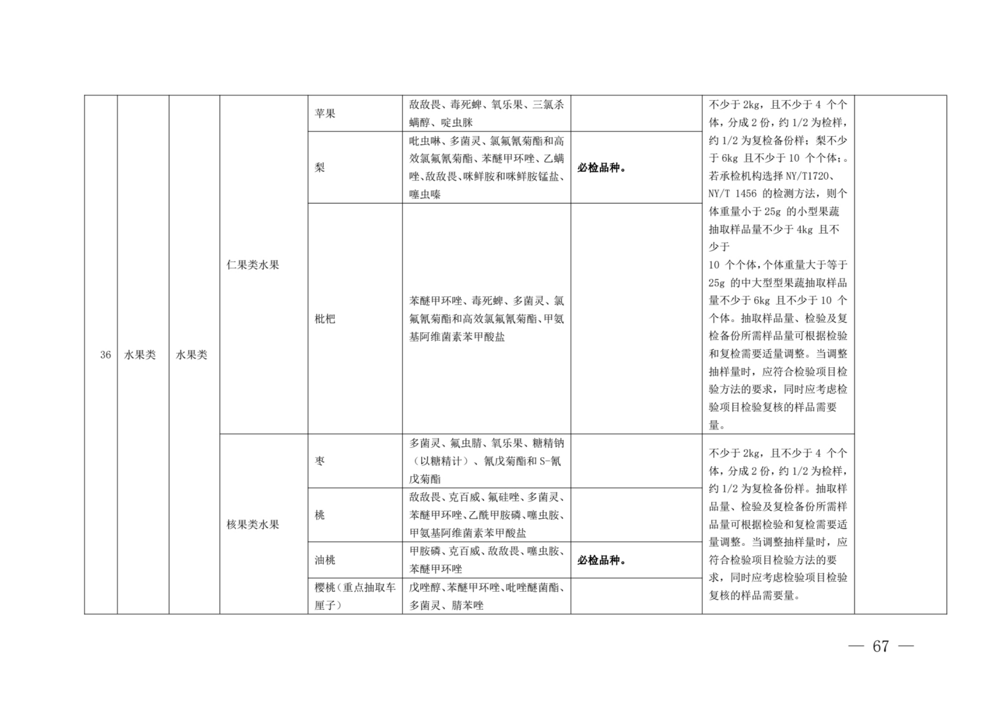 36
水果类
水果类
仁果类水果
苹果
敌敌畏、毒死蜱、氧乐果、三氯杀
螨醇、啶虫脒
梨
吡虫啉、多菌灵、氯氟氰菊酯和高
效氯氟氰菊酯、苯醚甲环唑、乙螨
唑、敌敌畏、咪鲜胺和咪鲜胺锰盐、
噻虫嗪
必检品种。
枇杷
苯醚甲环唑、毒死蜱、多菌灵、氯
氟氰菊酯和高效氯氟氰菊酯、甲氨
基阿维菌素苯甲酸盐
不少于2kg，且不少于4 个个
体，分成2份，约1/2为检样，
约1/2为复检备份样；梨不少
于6kg 且不少于10 个个体；。
若承检机构选择NY/T1720、
NY/T 1456 的检测方法，则个
体重量小于25g 的小型果蔬
抽取样品量不少于4kg 且不
少于
10 个个体，个体重量大于等于
25g 的中大型型果蔬抽取样品
量不少于6kg 且不少于10 个
个体。抽取样品量、检验及复
检备份所需样品量可根据检验
和复检需要适量调整。当调整
抽样量时，应符合检验项目检
验方法的要求，同时应考虑检
验项目检验复核的样品需要
量。
核果类水果
枣
多菌灵、氟虫腈、氧乐果、糖精钠
（以糖精计）、氰戊菊酯和S-氰
戊菊酯
桃
敌敌畏、克百威、氟硅唑、多菌灵、
苯醚甲环唑、乙酰甲胺磷、噻虫胺、
甲氨基阿维菌素苯甲酸盐
油桃
甲胺磷、克百威、敌敌畏、噻虫胺、
苯醚甲环唑
必检品种。
樱桃（重点抽取车
厘子）
戊唑醇、苯醚甲环唑、吡唑醚菌酯、
多菌灵、腈苯唑
不少于2kg，且不少于4 个个
体，分成2份，约1/2为检样，
约1/2为复检备份样。抽取样
品量、检验及复检备份所需样
品量可根据检验和复检需要适
量调整。当调整抽样量时，应
符合检验项目检验方法的要
求，同时应考虑检验项目检验
复核的样品需要量。
— 67 —